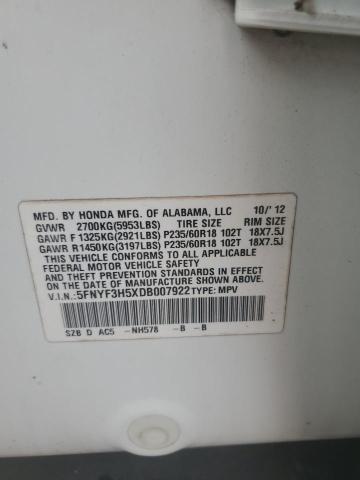 MFD. BY HONDA MFG. OF ALABAMA, LLC 10/'12
GVWR 2700KG(5953LBS) TIRE SIZE RIM SIZE
GAWR F 1325KG(2921LBS) P235/60R18 102T 18X7.5J
GAWR R1450KG(3197LBS) P235/60R18 102T 18X7.5J
THIS VEHICLE CONFORMS TO ALL APPLICABLE
FEDERAL MOTOR VEHICLE SAFETY, BUMPER,
AND THEFT PREVENTION STANDARDS IN EFFECT
ON THE DATE OF MANUFACTURE SHOWN ABOVE.
V.I.N.:5FNYF3H5XDB007922 TYPE: MPV
SZB D AC5 -NH578 -B -B